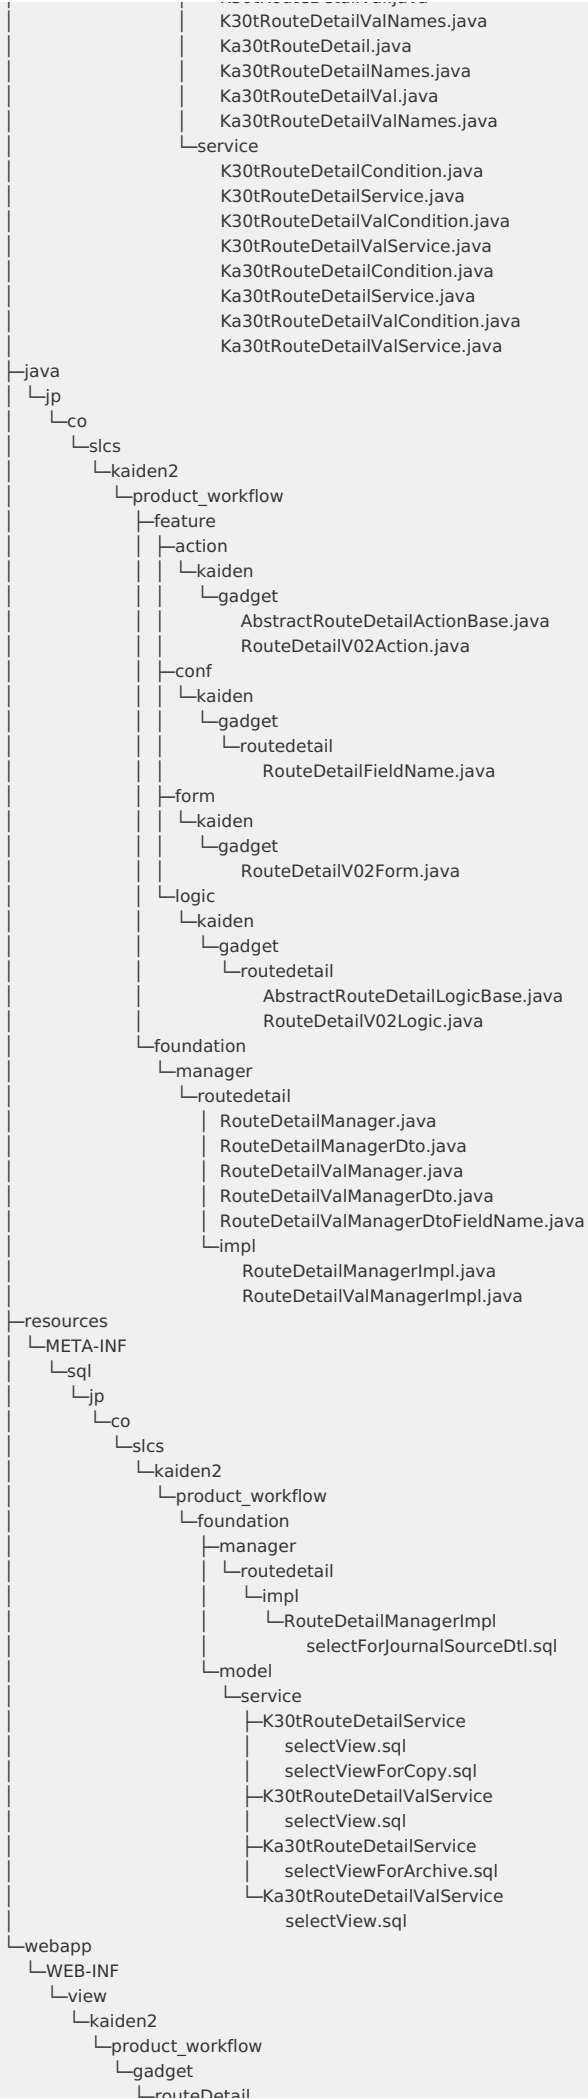 │ │ K30tRouteDetailValNames.java
│ │ Ka30tRouteDetail.java
│ │ Ka30tRouteDetailNames.java
│ │ Ka30tRouteDetailVal.java
│ │ Ka30tRouteDetailValNames.java
│ └─service
│ K30tRouteDetailCondition.java
│ K30tRouteDetailService.java
│ K30tRouteDetailValCondition.java
│ K30tRouteDetailValService.java
│ Ka30tRouteDetailCondition.java
│ Ka30tRouteDetailService.java
│ Ka30tRouteDetailValCondition.java
│ Ka30tRouteDetailValService.java
├─java
│ └─jp
│ └─co
│ └─slcs
│ └─kaiden2
│ └─product_workflow
│ ├─feature
│ │ ├─action
│ │ │ └─kaiden
│ │ │ └─gadget
│ │ │ AbstractRouteDetailActionBase.java
│ │ │ RouteDetailV02Action.java
│ │ ├─conf
│ │ │ └─kaiden
│ │ │ └─gadget
│ │ │ └─routedetail
│ │ │ RouteDetailFieldName.java
│ │ ├─form
│ │ │ └─kaiden
│ │ │ └─gadget
│ │ │ RouteDetailV02Form.java
│ │ └─logic
│ │ └─kaiden
│ │ └─gadget
│ │ └─routedetail
│ │ AbstractRouteDetailLogicBase.java
│ │ RouteDetailV02Logic.java
│ └─foundation
│ └─manager
│ └─routedetail
│ │ RouteDetailManager.java
│ │ RouteDetailManagerDto.java
│ │ RouteDetailValManager.java
│ │ RouteDetailValManagerDto.java
│ │ RouteDetailValManagerDtoFieldName.java
│ └─impl
│ RouteDetailManagerImpl.java
│ RouteDetailValManagerImpl.java
├─resources
│ └─META-INF
│ └─sql
│ └─jp
│ └─co
│ └─slcs
│ └─kaiden2
│ └─product_workflow
│ └─foundation
│ ├─manager
│ │ └─routedetail
│ │ └─impl
│ │ └─RouteDetailManagerImpl
│ │ selectForJournalSourceDtl.sql
│ └─model
│ └─service
│ ├─K30tRouteDetailService
│ │ selectView.sql
│ │ selectViewForCopy.sql
│ ├─K30tRouteDetailValService
│ │ selectView.sql
│ ├─Ka30tRouteDetailService
│ │ selectViewForArchive.sql
│ └─Ka30tRouteDetailValService
│ selectView.sql
└─webapp
└─WEB-INF
└─view
└─kaiden2
└─product_workflow
└─gadget
└─routeDetail